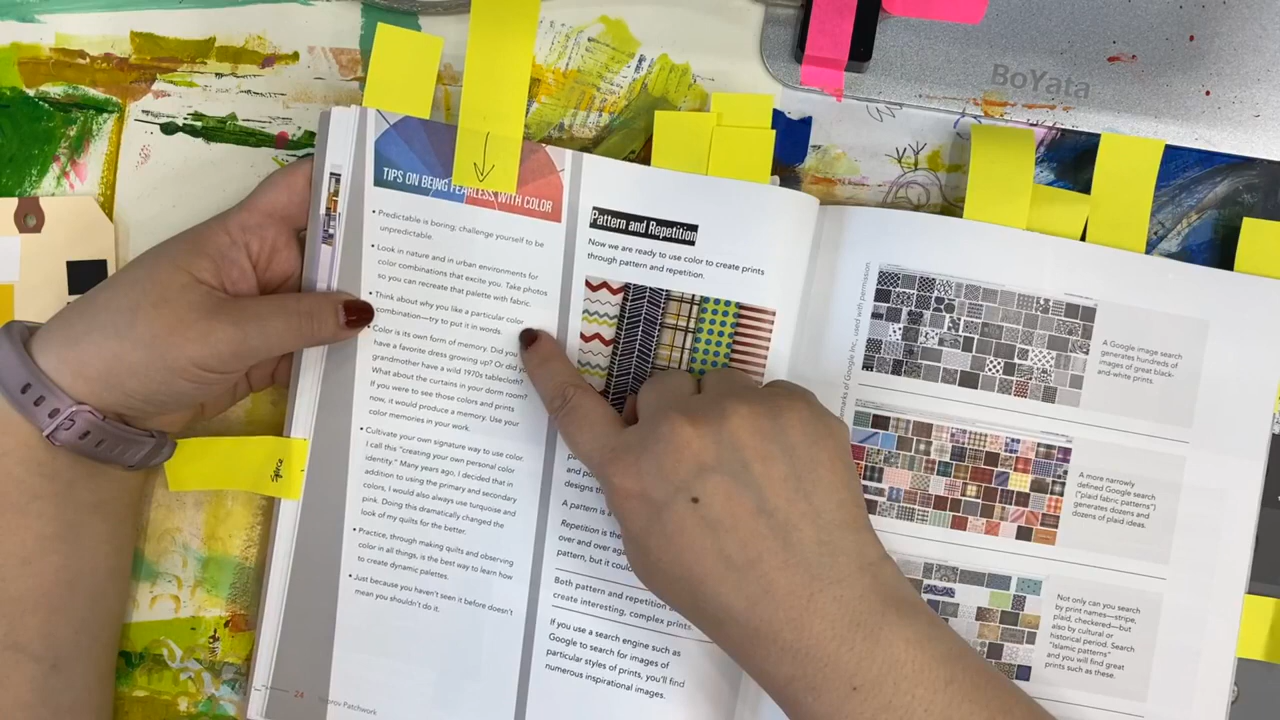 BoYata
TIPS ON BEING FEARLESS WITH COLOR
• Predictable is boring; challenge yourself to be
unpredictable.
• Look in nature and in urban environments for
color combinations that excite you. Take photos
so you can recreate that palette with fabric.
• Think about why you like a particular color
combination—try to put it in words.
• Color is its own form of memory. Did you
have a favorite dress growing up? Or did your
grandmother have a wild 1970s tablecloth?
What about the curtains in your dorm room?
If you were to see those colors and prints
now, it would produce a memory. Use your
color memories in your work.
• Cultivate your own signature way to use color.
I call this "creating your own personal color
identity." Many years ago, I decided that in
addition to using the primary and secondary
colors, I would also always use turquoise and
pink. Doing this dramatically changed the
look of my quilts for the better.
• Practice, through making quilts and observing
color in all things, is the best way to learn how
to create dynamic palettes.
• Just because you haven't seen it before doesn't
mean you shouldn't do it.
24
Improv Patchwork
Pattern and Repetition
Now we are ready to use color to create prints
through pattern and repetition.
designs
A pattern is a
Repetition is the
over and over
pattern, but it could
Both pattern and repetition
create interesting, complex prints.
If you use a search engine such as
Google to search for images of
particular styles of prints, you'll find
numerous inspirational images.
of Google Inc., used with permission.
A Google image search
generates hundreds of
images of great black-
and-white prints.
A more narrowly
defined Google search
("plaid fabric patterns")
generates dozens and
dozens of plaid ideas.
Not only can you search
by print names—stripe,
plaid, checkered—but
also by cultural or
historical period. Search
"Islamic patterns"
and you will find great
prints such as these.